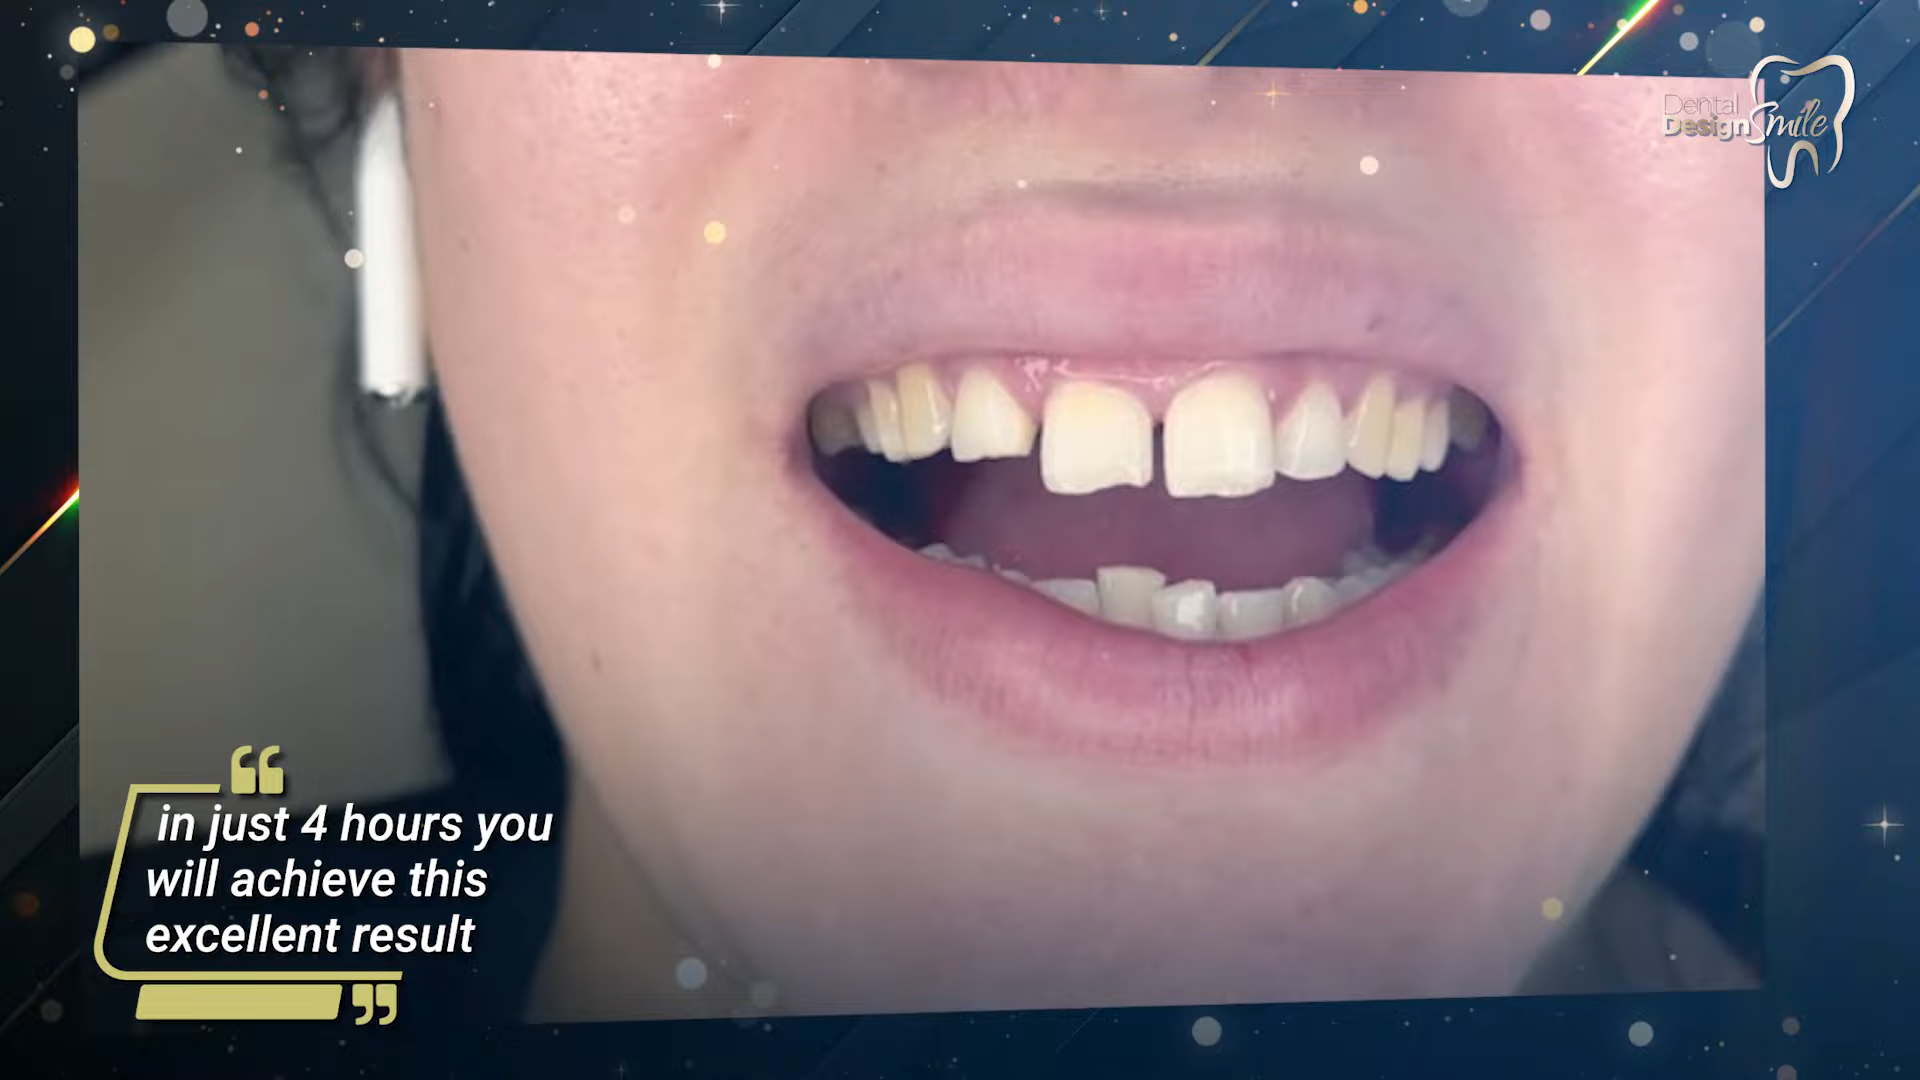 Dental
Design Smile
in just 4 hours you
will achieve this
excellent result